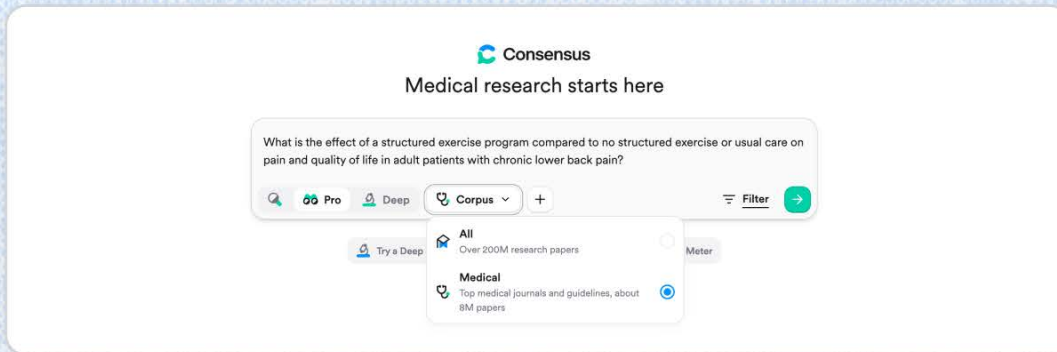 Consensus
Medical research starts here
What is the effect of a structured exercise program compared to no structured exercise or usual care on
pain and quality of life in adult patients with chronic lower back pain?
Pro Deep Corpus + Filter
Try a Deep Meter
All
Over 200M research papers
Medical
Top medical journals and guidelines, about
8M papers